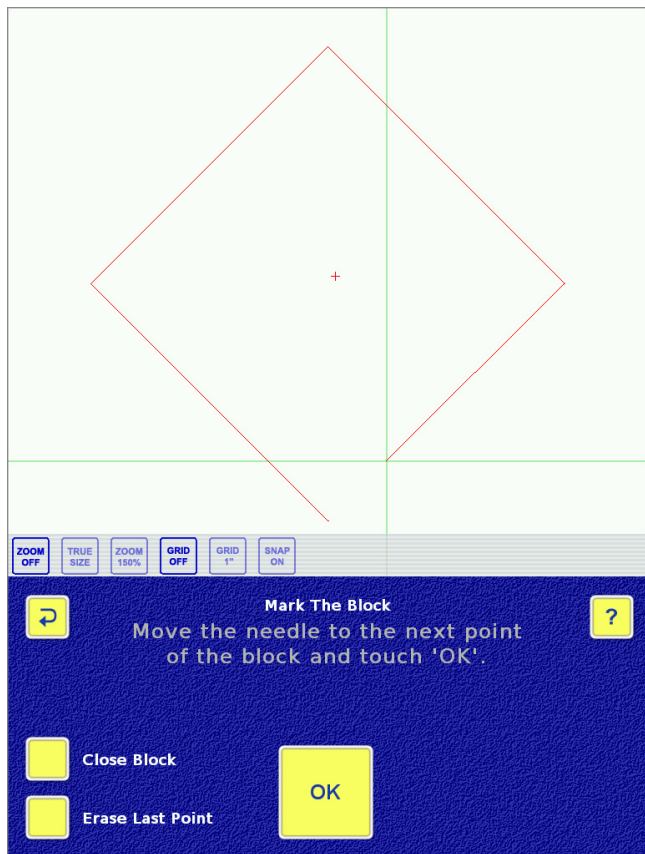 ZOOM OFF
TRUE SIZE
ZOOM 150%
GRID OFF
GRID 1"
SNAP ON
Mark The Block
?
Move the needle to the next point
of the block and touch 'OK'.
Close Block
OK
Erase Last Point